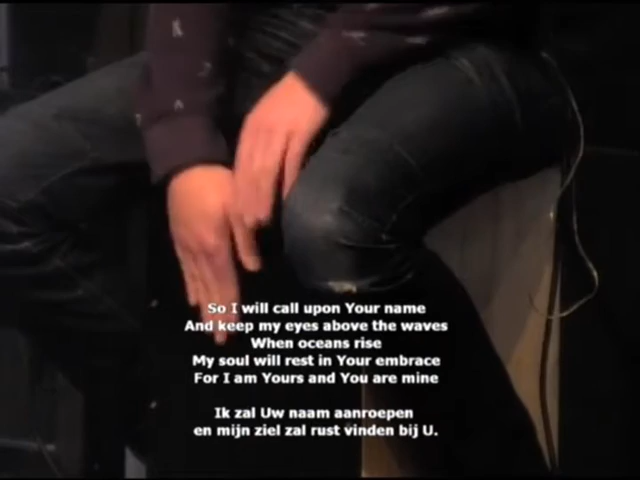 So I will call upon Your name
And keep my eyes above the waves
When oceans rise
My soul will rest in Your embrace
For I am Yours and You are mine
Ik zal Uw naam aanroepen
en mijn ziel zal rust vinden bij U.